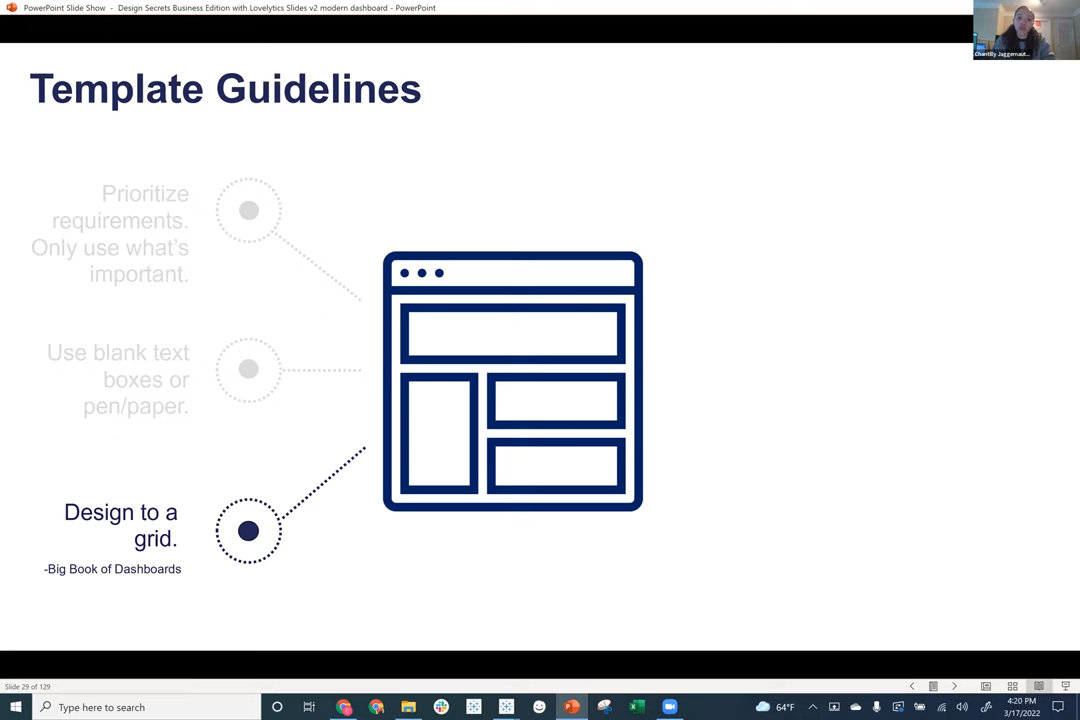 PowerPoint Slide Show - Design Secrets Business Edition with Lovelytics Slides v2 modern dashboard - PowerPoint
Chantilly Jaggernaut...
Template Guidelines
Prioritize
requirements.
Only use what's
important.
Use blank text
boxes or
pen/paper.
Design to a
grid.
-Big Book of Dashboards
Slide 29 of 129
Type here to search
64°F
4:20 PM
3/17/2022